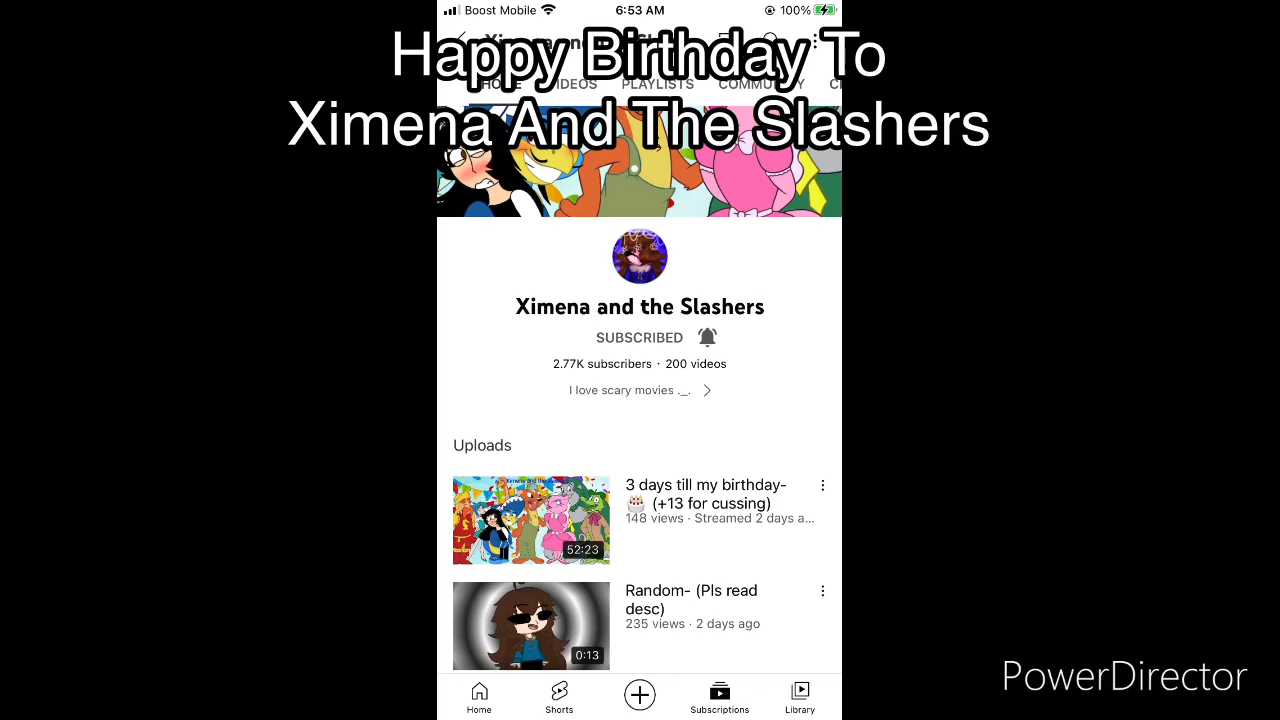 Boost Mobile 6:53 AM 100%
Happy Birthday To
HOME VIDEOS PLAYLISTS COMMUNITY
Ximena And The Slashers
Ximena and the Slashers
SUBSCRIBED
2.77K subscribers · 200 videos
I love scary movies ._.
Uploads
3 days till my birthday-
🎂 (+13 for cussing)
148 views · Streamed 2 days a...
52:23
Random- (Pls read
desc)
235 views · 2 days ago
0:13
PowerDirector
Home Shorts Subscriptions Library